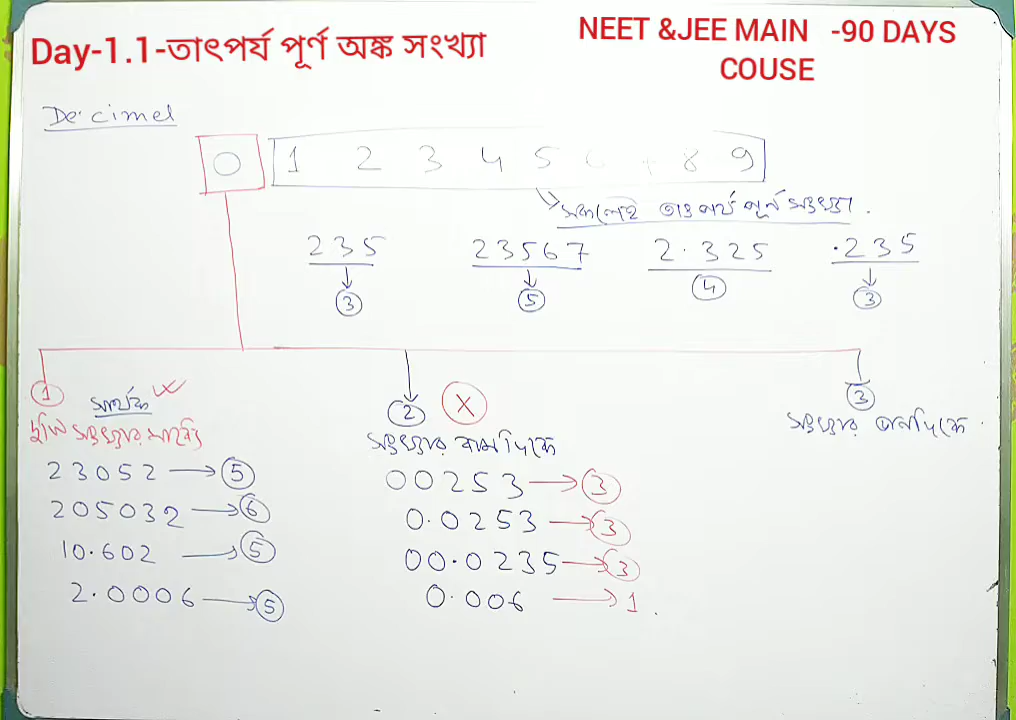 Day-1.1-তাৎপর্য পূর্ণ অঙ্ক সংখ্যা
NEET &JEE MAIN -90 DAYS
COUSE
Decimel
0 1 2 3 4 5 6 8 9
সকলেই তাৎপর্য পূর্ন সংখ্যা.
235 23567 2.325 .235
3 5 4 3
1
সার্থক
2 X
3
দুটি সংখ্যার মাঝে
সংখ্যার বামদিকে
সংখ্যার ডানদিকে
23052 → 5
205032 → 6
10.602 → 5
2.0006 → 5
00253 → 3
0.0253 → 3
00.0235 → 3
0.006 → 1.